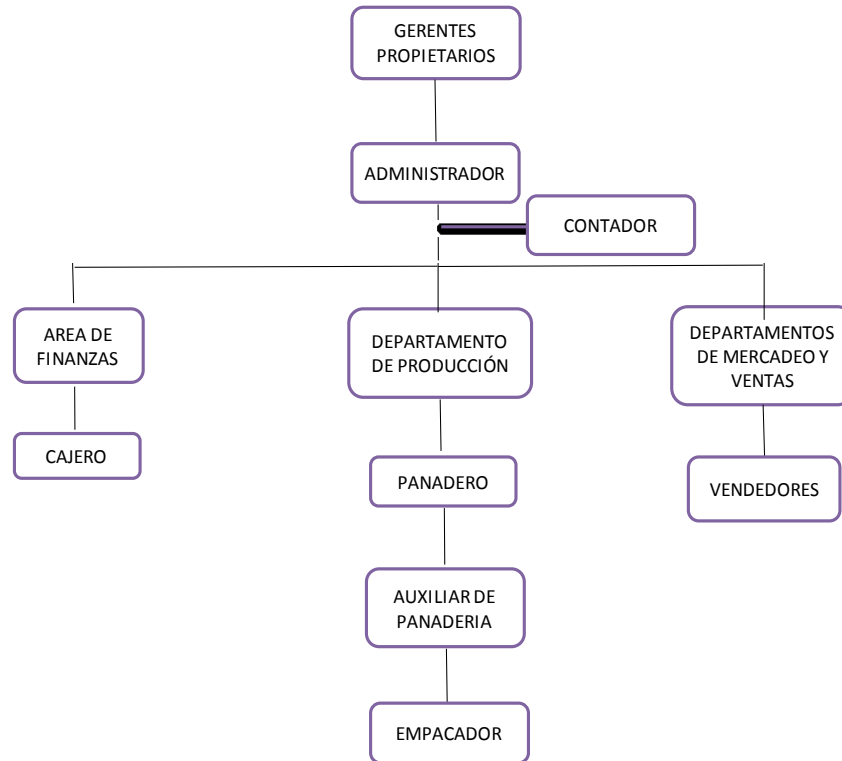 GERENTES
PROPIETARIOS
ADMINISTRADOR
CONTADOR
AREA DE
FINANZAS
DEPARTAMENTO
DE PRODUCCIÓN
DEPARTAMENTOS
DE MERCADEO Y
VENTAS
CAJERO
PANADERO
VENDEDORES
AUXILIAR DE
PANADERIA
EMPACADOR